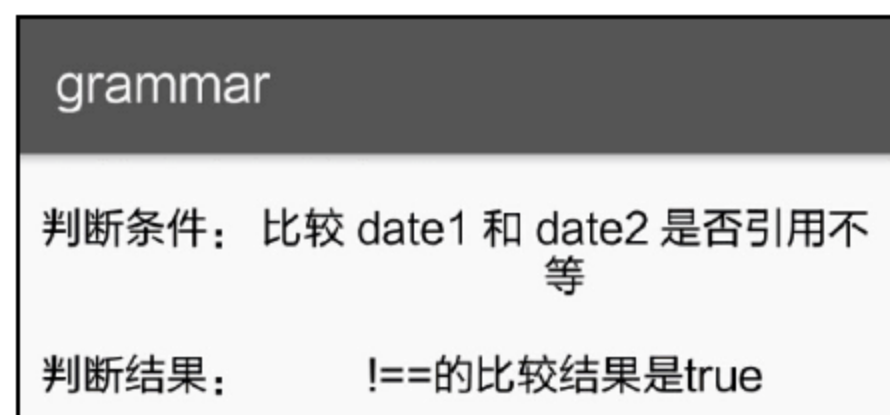 grammar
判断条件： 比较 date1 和 date2 是否引用不
等
判断结果： !==的比较结果是true